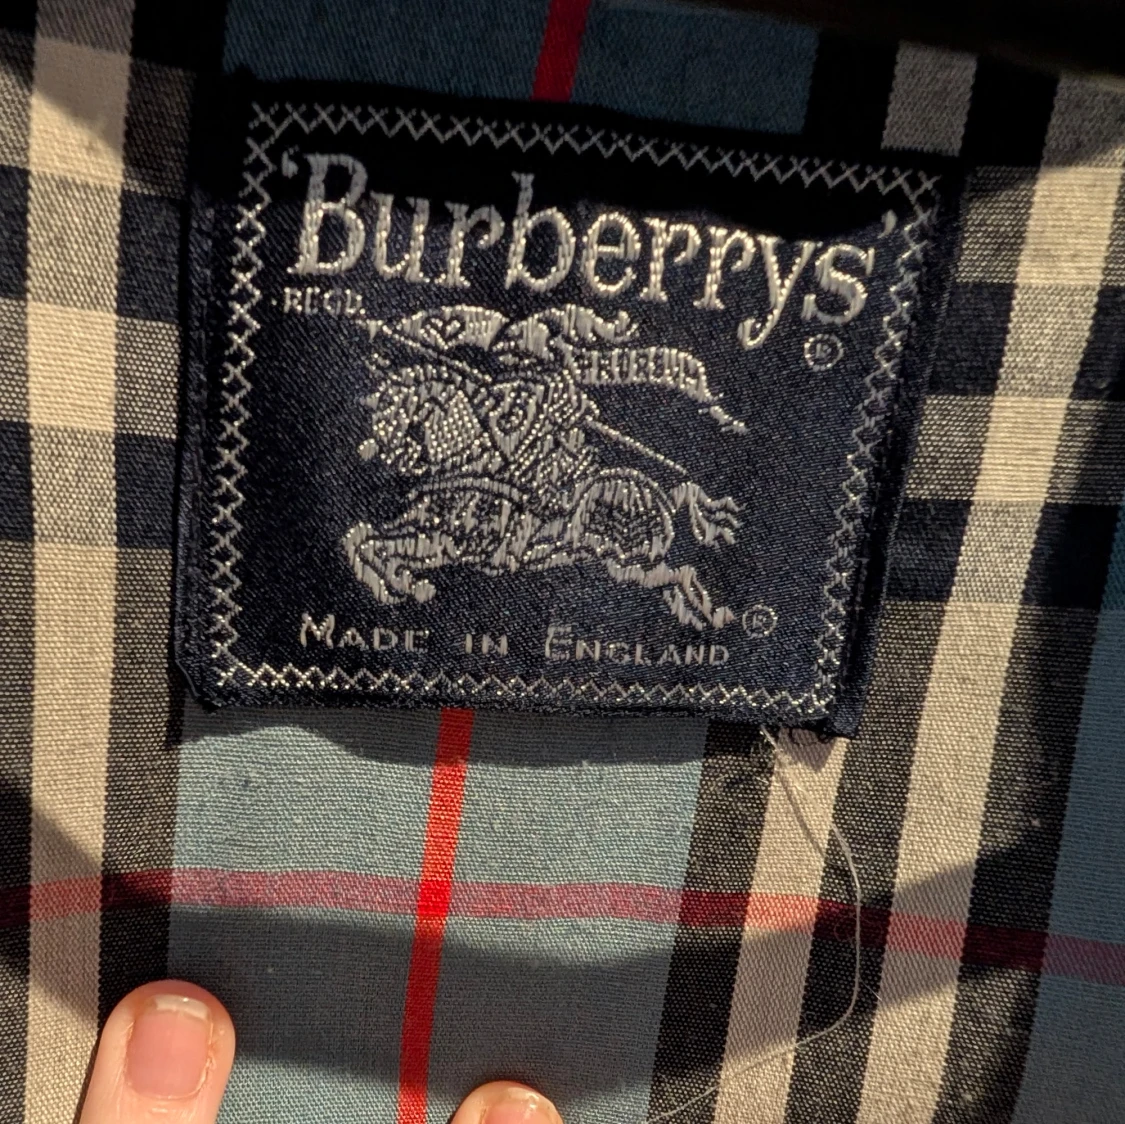 'Burberrys'
REGD.
®
®
MADE IN ENGLAND